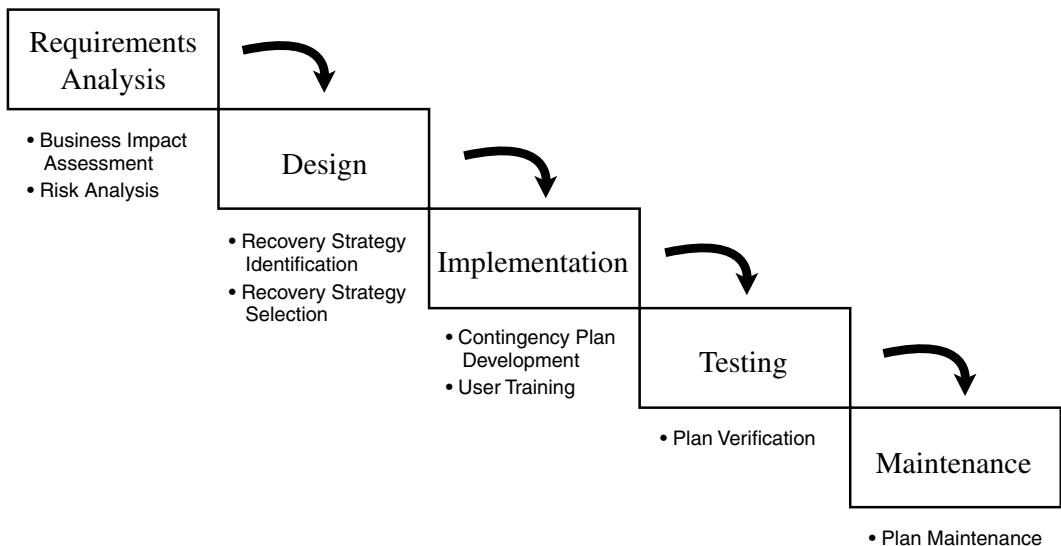 Requirements
Analysis
• Business Impact
Assessment
• Risk Analysis
Design
• Recovery Strategy
Identification
• Recovery Strategy
Selection
Implementation
• Contingency Plan
Development
• User Training
Testing
• Plan Verification
Maintenance
• Plan Maintenance